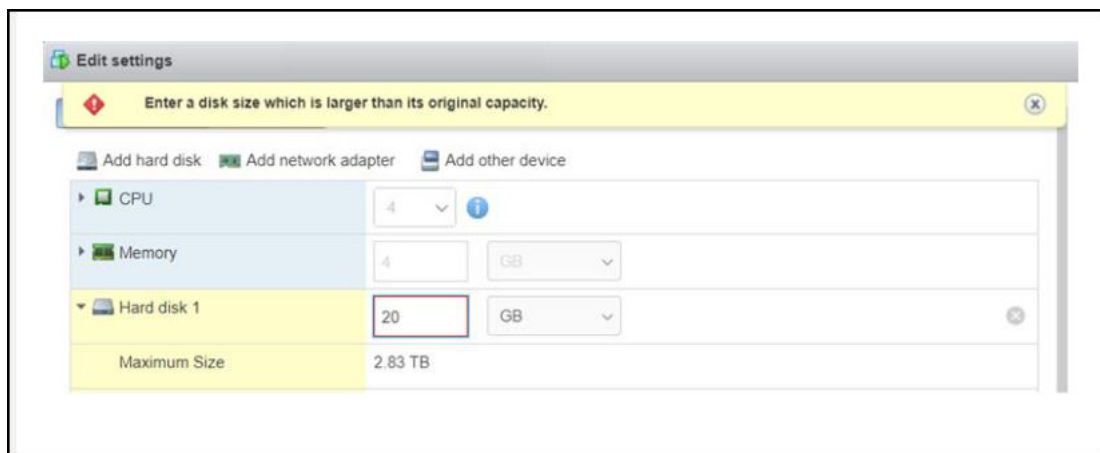 Edit settings
Enter a disk size which is larger than its original capacity.
Add hard disk Add network adapter Add other device
CPU 4
Memory 4 GB
Hard disk 1 20 GB
Maximum Size 2.83 TB